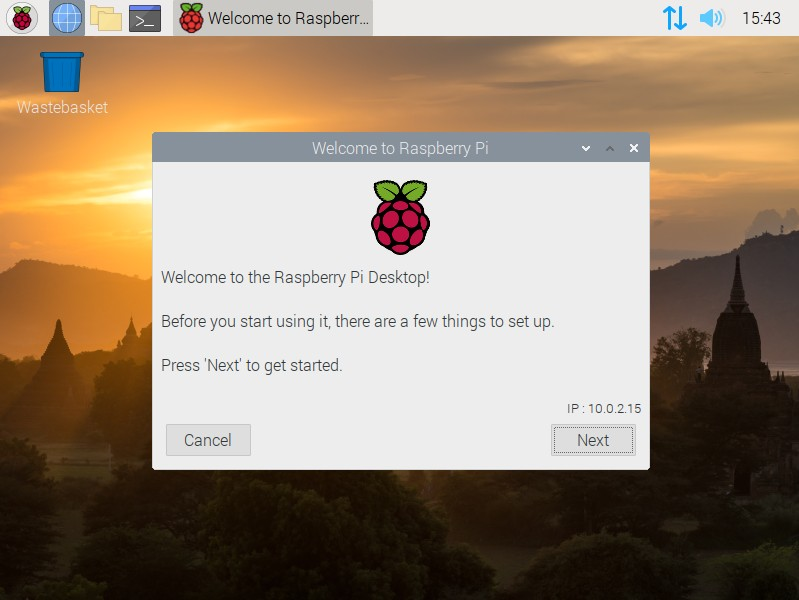 Welcome to Raspberr...
15:43
Wastebasket
Welcome to Raspberry Pi
Welcome to the Raspberry Pi Desktop!
Before you start using it, there are a few things to set up.
Press 'Next' to get started.
IP : 10.0.2.15
Cancel
Next